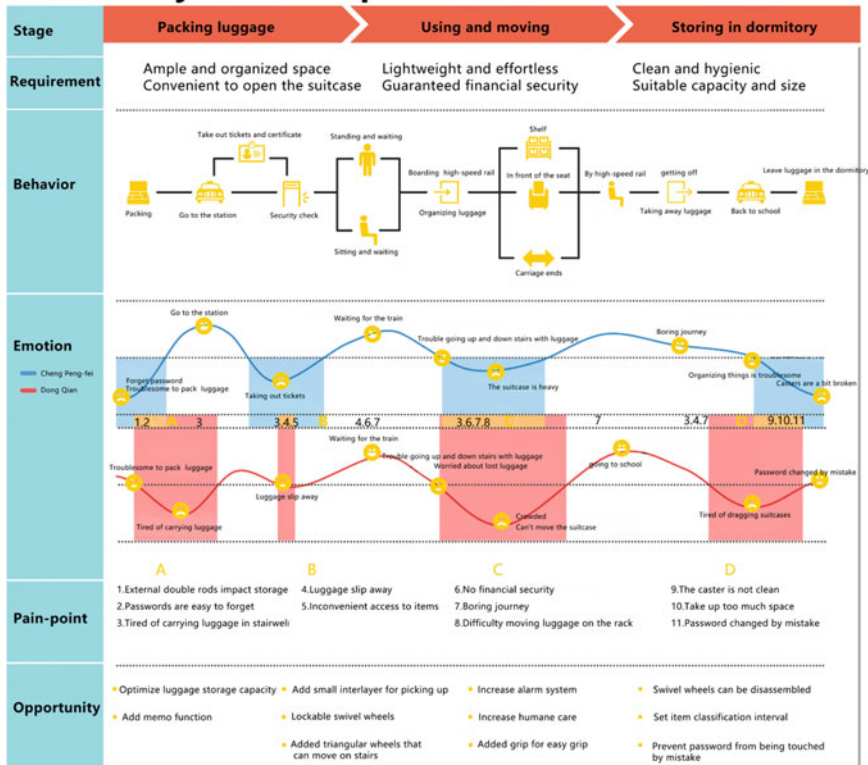 Stage
Packing luggage
Using and moving
Storing in dormitory
Requirement
Ample and organized space
Convenient to open the suitcase
Lightweight and effortless
Guaranteed financial security
Clean and hygienic
Suitable capacity and size
Behavior
Take out tickets and certificate
Packing
Go to the station
Security check
Standing and waiting
Sitting and waiting
Boarding high-speed rail
Organizing luggage
Shelf
In front of the seat
Carriage ends
By high-speed rail
getting off
Taking away luggage
Back to school
Leave luggage in the dormitory
Emotion
Cheng Peng-fei
Dong Qian
Go to the station
Waiting for the train
Trouble going up and down stairs with luggage
Boring journey
Forget password
Troublesome to pack luggage
Taking out tickets
The suitcase is heavy
Organizing things is troublesome
Casters are a bit broken
1,2 A 3 3,4.5 B 4.6.7 3.6.7.8 C 7 3.4.7 D 9.10.11
Waiting for the train
Troublesome to pack luggage
Trouble going up and down stairs with luggage
Worried about lost luggage
going to school
Password changed by mistake
Luggage slip away
Tired of carrying luggage
Crowded
Can't move the suitcase
Tired of dragging suitcases
Pain-point
A
1.External double rods impact storage
2.Passwords are easy to forget
3.Tired of carrying luggage in stairwell
B
4.Luggage slip away
5.Inconvenient access to items
C
6.No financial security
7.Boring journey
8.Difficulty moving luggage on the rack
D
9.The caster is not clean
10.Take up too much space
11.Password changed by mistake
Opportunity
Optimize luggage storage capacity
Add memo function
Add small interlayer for picking up
Lockable swivel wheels
Added triangular wheels that
can move on stairs
Increase alarm system
Increase humane care
Added grip for easy grip
Swivel wheels can be disassembled
Set item classification interval
Prevent password from being touched
by mistake